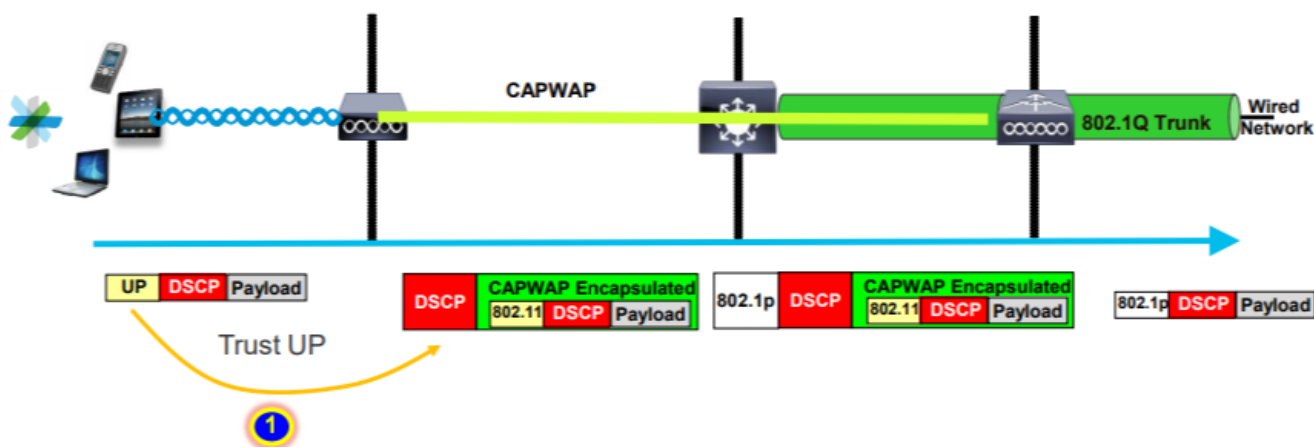 CAPWAP
802.1Q Trunk
Wired
Network
UP DSCP Payload
DSCP
CAPWAP Encapsulated
802.11 DSCP Payload
802.1p DSCP
CAPWAP Encapsulated
802.11 DSCP Payload
802.1p DSCP Payload
Trust UP
1